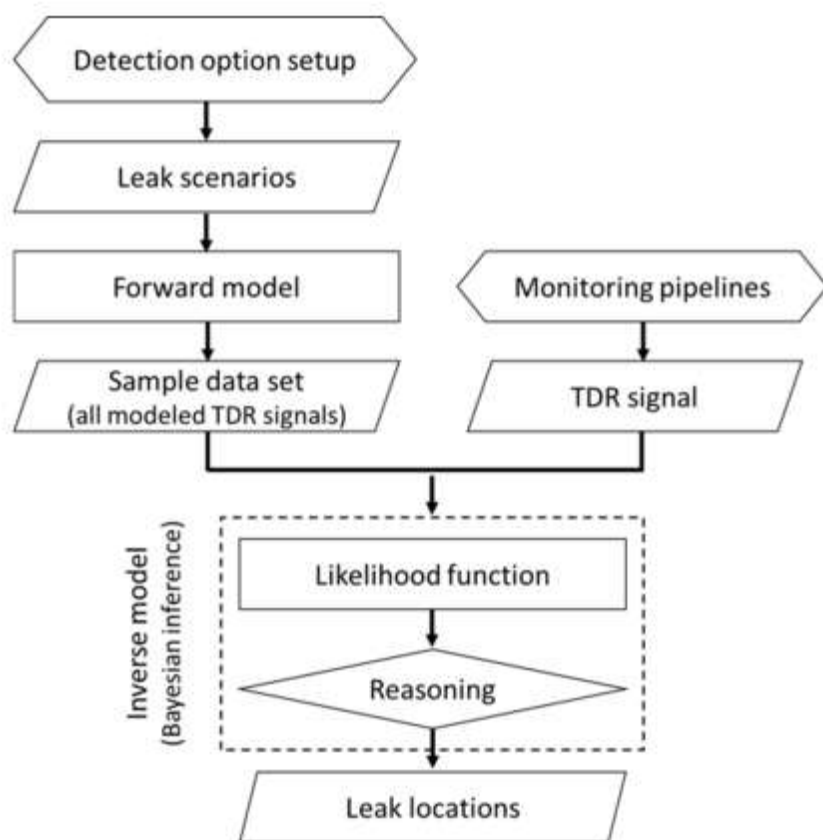 Detection option setup
Leak scenarios
Forward model
Monitoring pipelines
Sample data set
(all modeled TDR signals)
TDR signal
Inverse model
(Bayesian inference)
Likelihood function
Reasoning
Leak locations